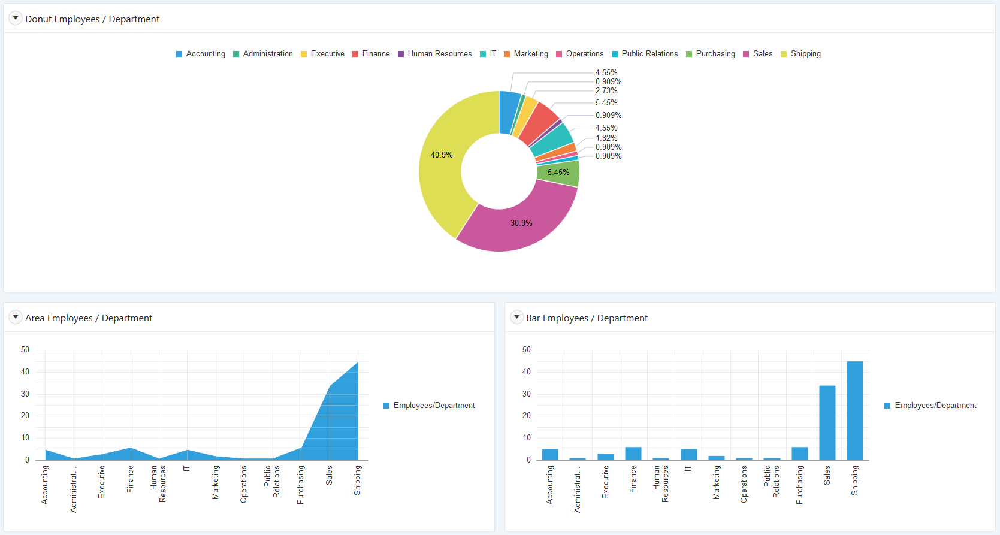 Donut Employees / Department
Accounting Administration Executive Finance Human Resources IT Marketing Operations Public Relations Purchasing Sales Shipping
4.55%
0.909%
2.73%
5.45%
0.909%
4.55%
1.82%
0.909%
0.909%
40.9%
5.45%
30.9%
Area Employees / Department
50
40
30
20
10
0
Accounting
Administrat...
Executive
Finance
Human
Resources
IT
Marketing
Operations
Public
Relations
Purchasing
Sales
Shipping
Employees/Department
Bar Employees / Department
50
40
30
20
10
0
Accounting
Administrat...
Executive
Finance
Human
Resources
IT
Marketing
Operations
Public
Relations
Purchasing
Sales
Shipping
Employees/Department